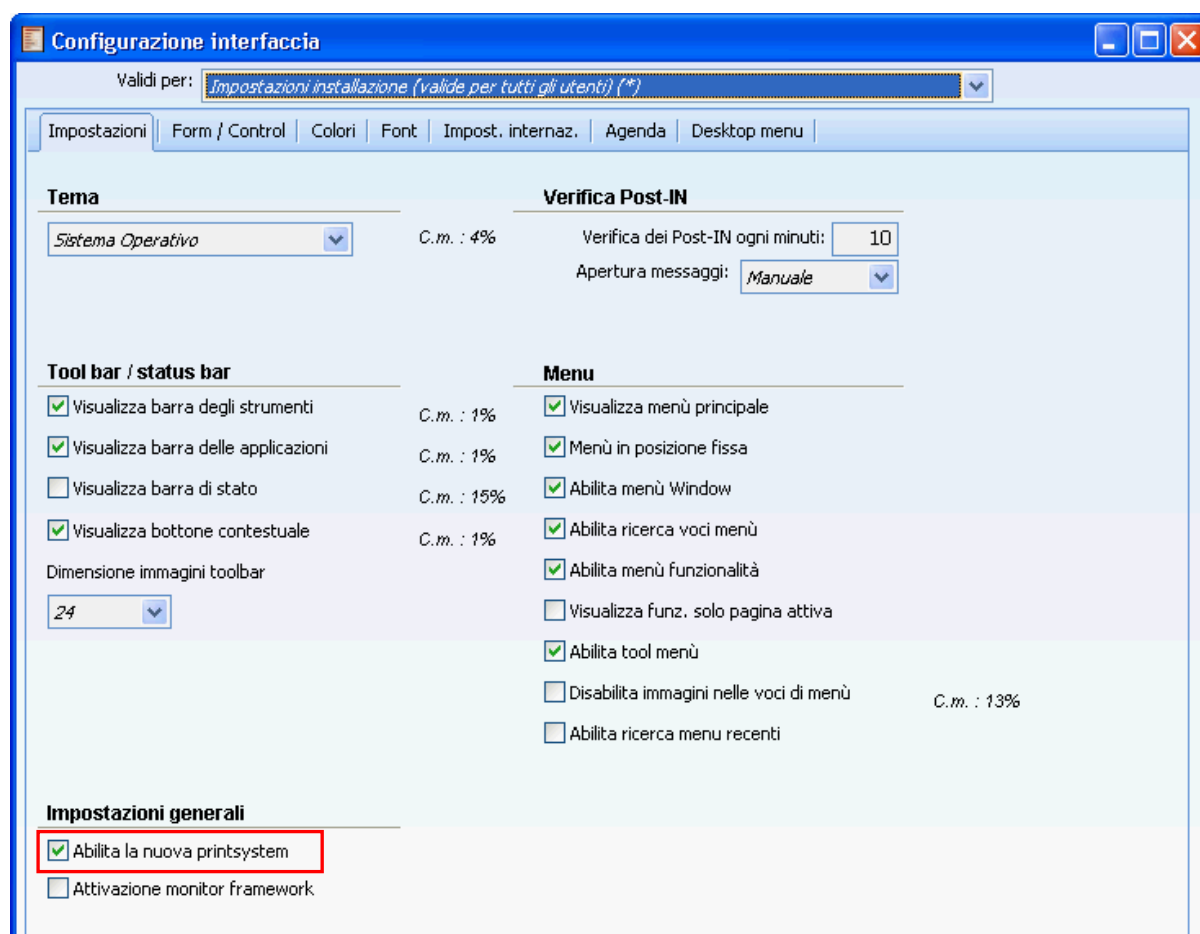 Configurazione interfaccia
Validi per: Impostazioni installazione (valide per tutti gli utenti) (*)
Impostazioni Form / Control Colori Font Impost. internaz. Agenda Desktop menu
Tema
Sistema Operativo
C.m. : 4%
Verifica Post-IN
Verifica dei Post-IN ogni minuti: 10
Apertura messaggi: Manuale
Tool bar / status bar
Visualizza barra degli strumenti
C.m. : 1%
Visualizza barra delle applicazioni
C.m. : 1%
Visualizza barra di stato
C.m. : 15%
Visualizza bottone contestuale
C.m. : 1%
Dimensione immagini toolbar
24
Menu
Visualizza menù principale
Menù in posizione fissa
Abilita menù Window
Abilita ricerca voci menù
Abilita menù funzionalità
Visualizza funz. solo pagina attiva
Abilita tool menù
Disabilita immagini nelle voci di menù
C.m. : 13%
Abilita ricerca menu recenti
Impostazioni generali
Abilita la nuova printsystem
Attivazione monitor framework